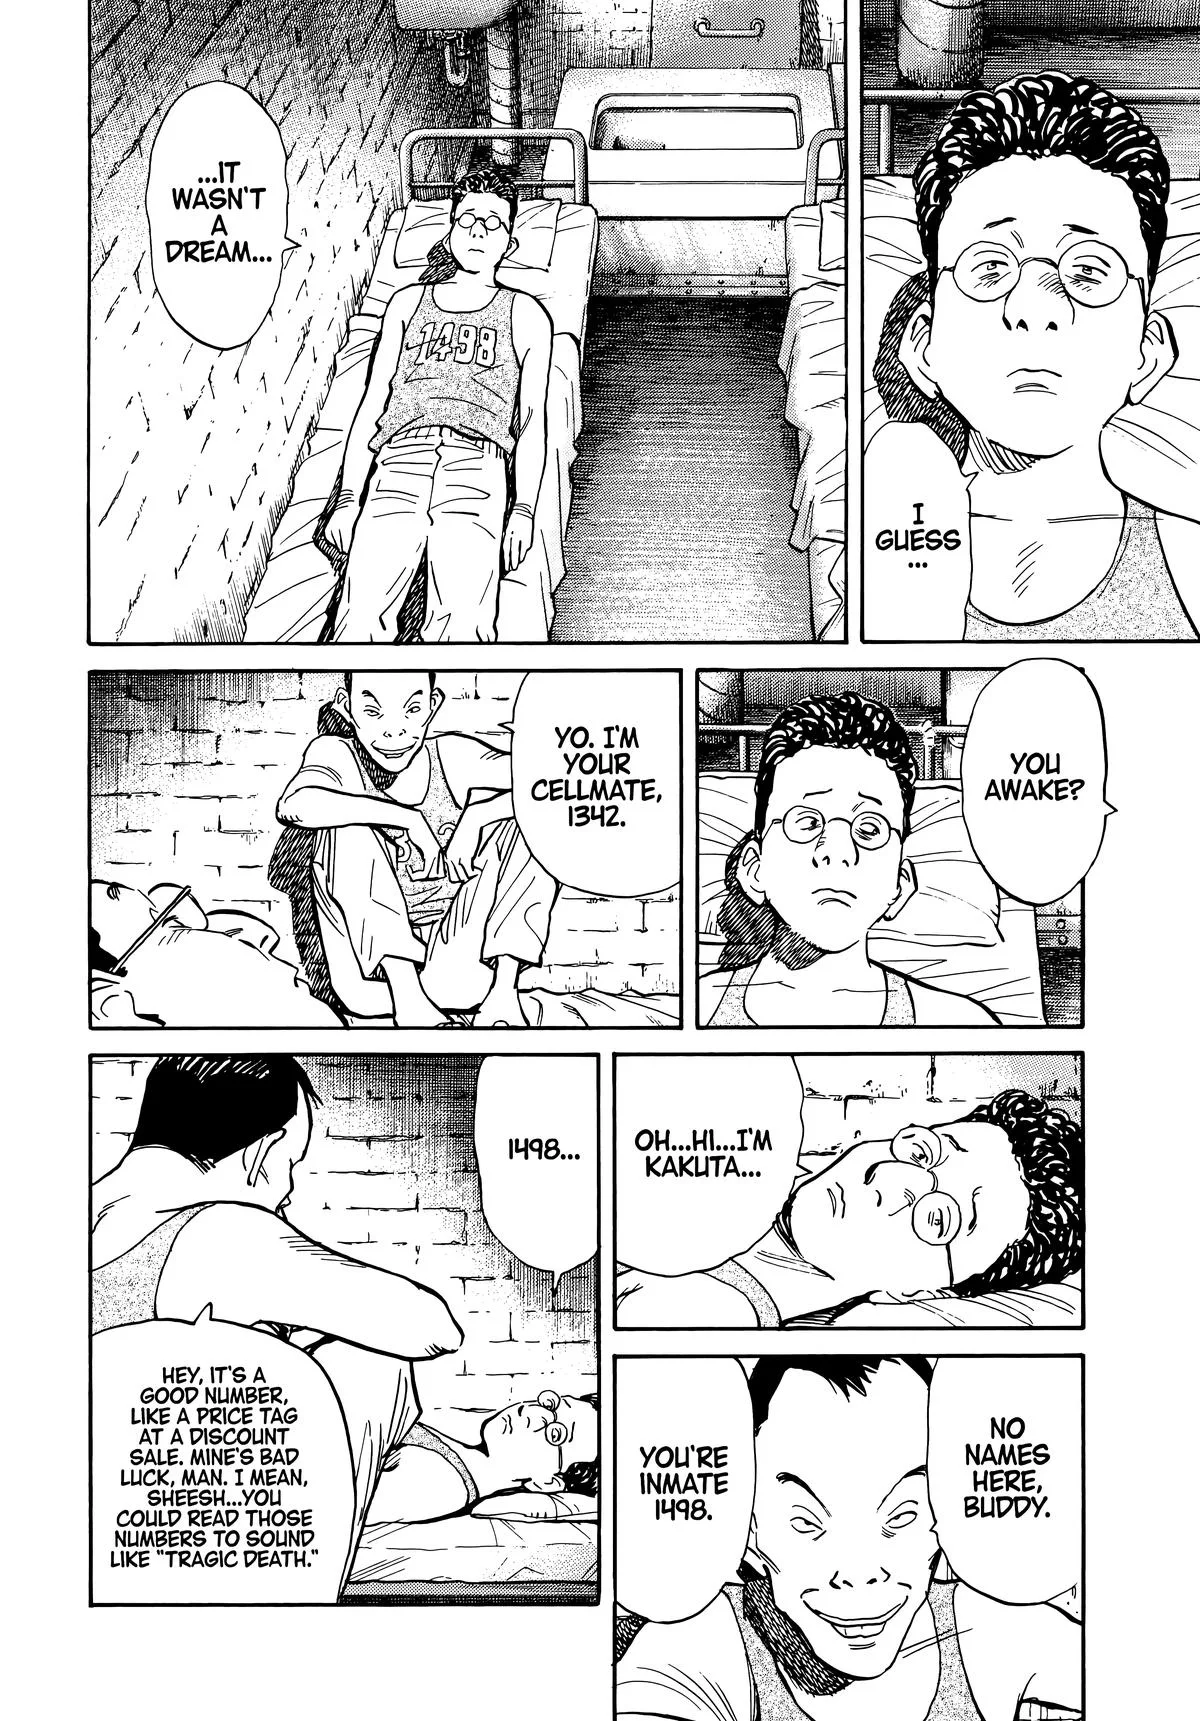 I
GUESS
...
...IT
WASN'T
A
DREAM...
1498
YOU
AWAKE?
YO. I'M
YOUR
CELLMATE,
1342.
OH...HI...I'M
KAKUTA...
NO
NAMES
HERE,
BUDDY.
YOU'RE
INMATE
1498.
1498...
HEY, IT'S A
GOOD NUMBER,
LIKE A PRICE TAG
AT A DISCOUNT
SALE. MINE'S BAD
LUCK, MAN. I MEAN,
SHEESH...YOU
COULD READ THOSE
NUMBERS TO SOUND
LIKE "TRAGIC DEATH."